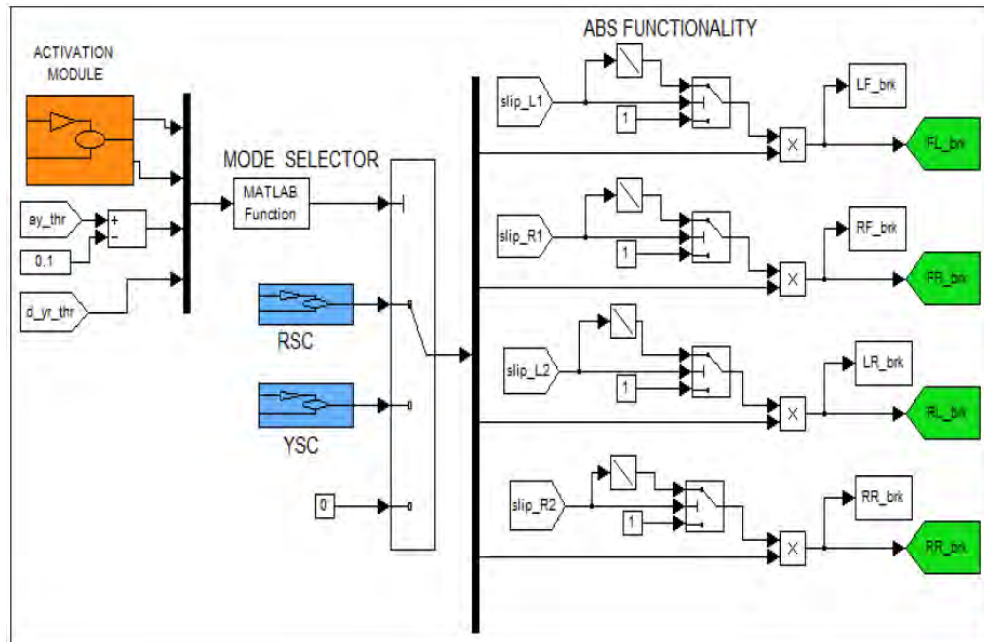 ACTIVATION
MODULE
ay_thr
+
-
0.1
d_yr_thr
MODE SELECTOR
MATLAB
Function
RSC
YSC
0
ABS FUNCTIONALITY
slip_L1
1
X
LF_brk
FL_brk
slip_R1
1
X
RF_brk
FR_brk
slip_L2
1
X
LR_brk
RL_brk
slip_R2
1
X
RR_brk
RR_brk